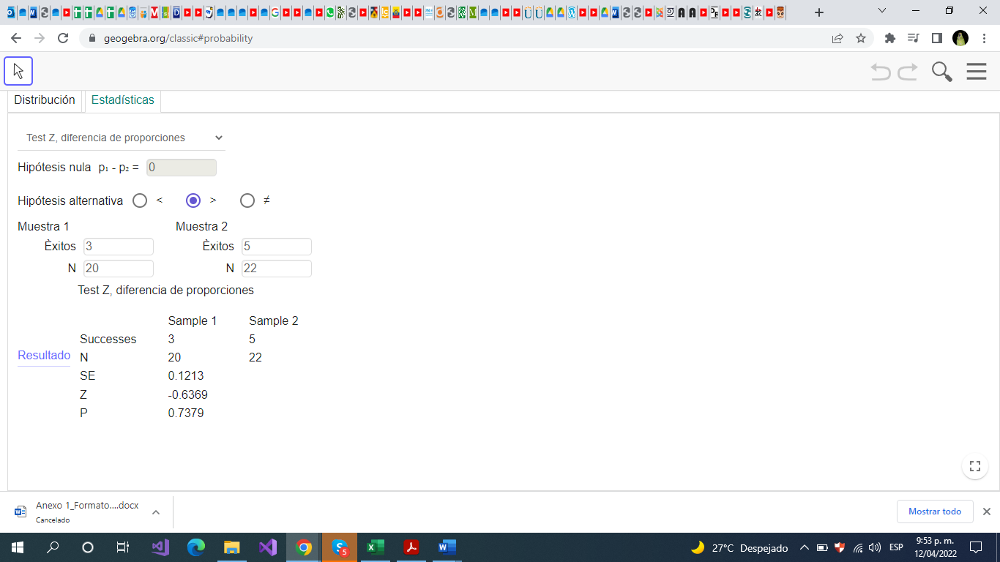 geogebra.org/classic#probability
Distribución Estadísticas
Test Z, diferencia de proporciones
Hipótesis nula p₁ - p₂ = 0
Hipótesis alternativa < > ≠
Muestra 1 Muestra 2
Èxitos 3 Èxitos 5
N 20 N 22
Test Z, diferencia de proporciones
Sample 1 Sample 2
Successes 3 5
Resultado
N 20 22
SE 0.1213
Z -0.6369
P 0.7379
Anexo 1_Formato....docx
Cancelado
Mostrar todo
27°C Despejado
ESP
9:53 p. m.
12/04/2022